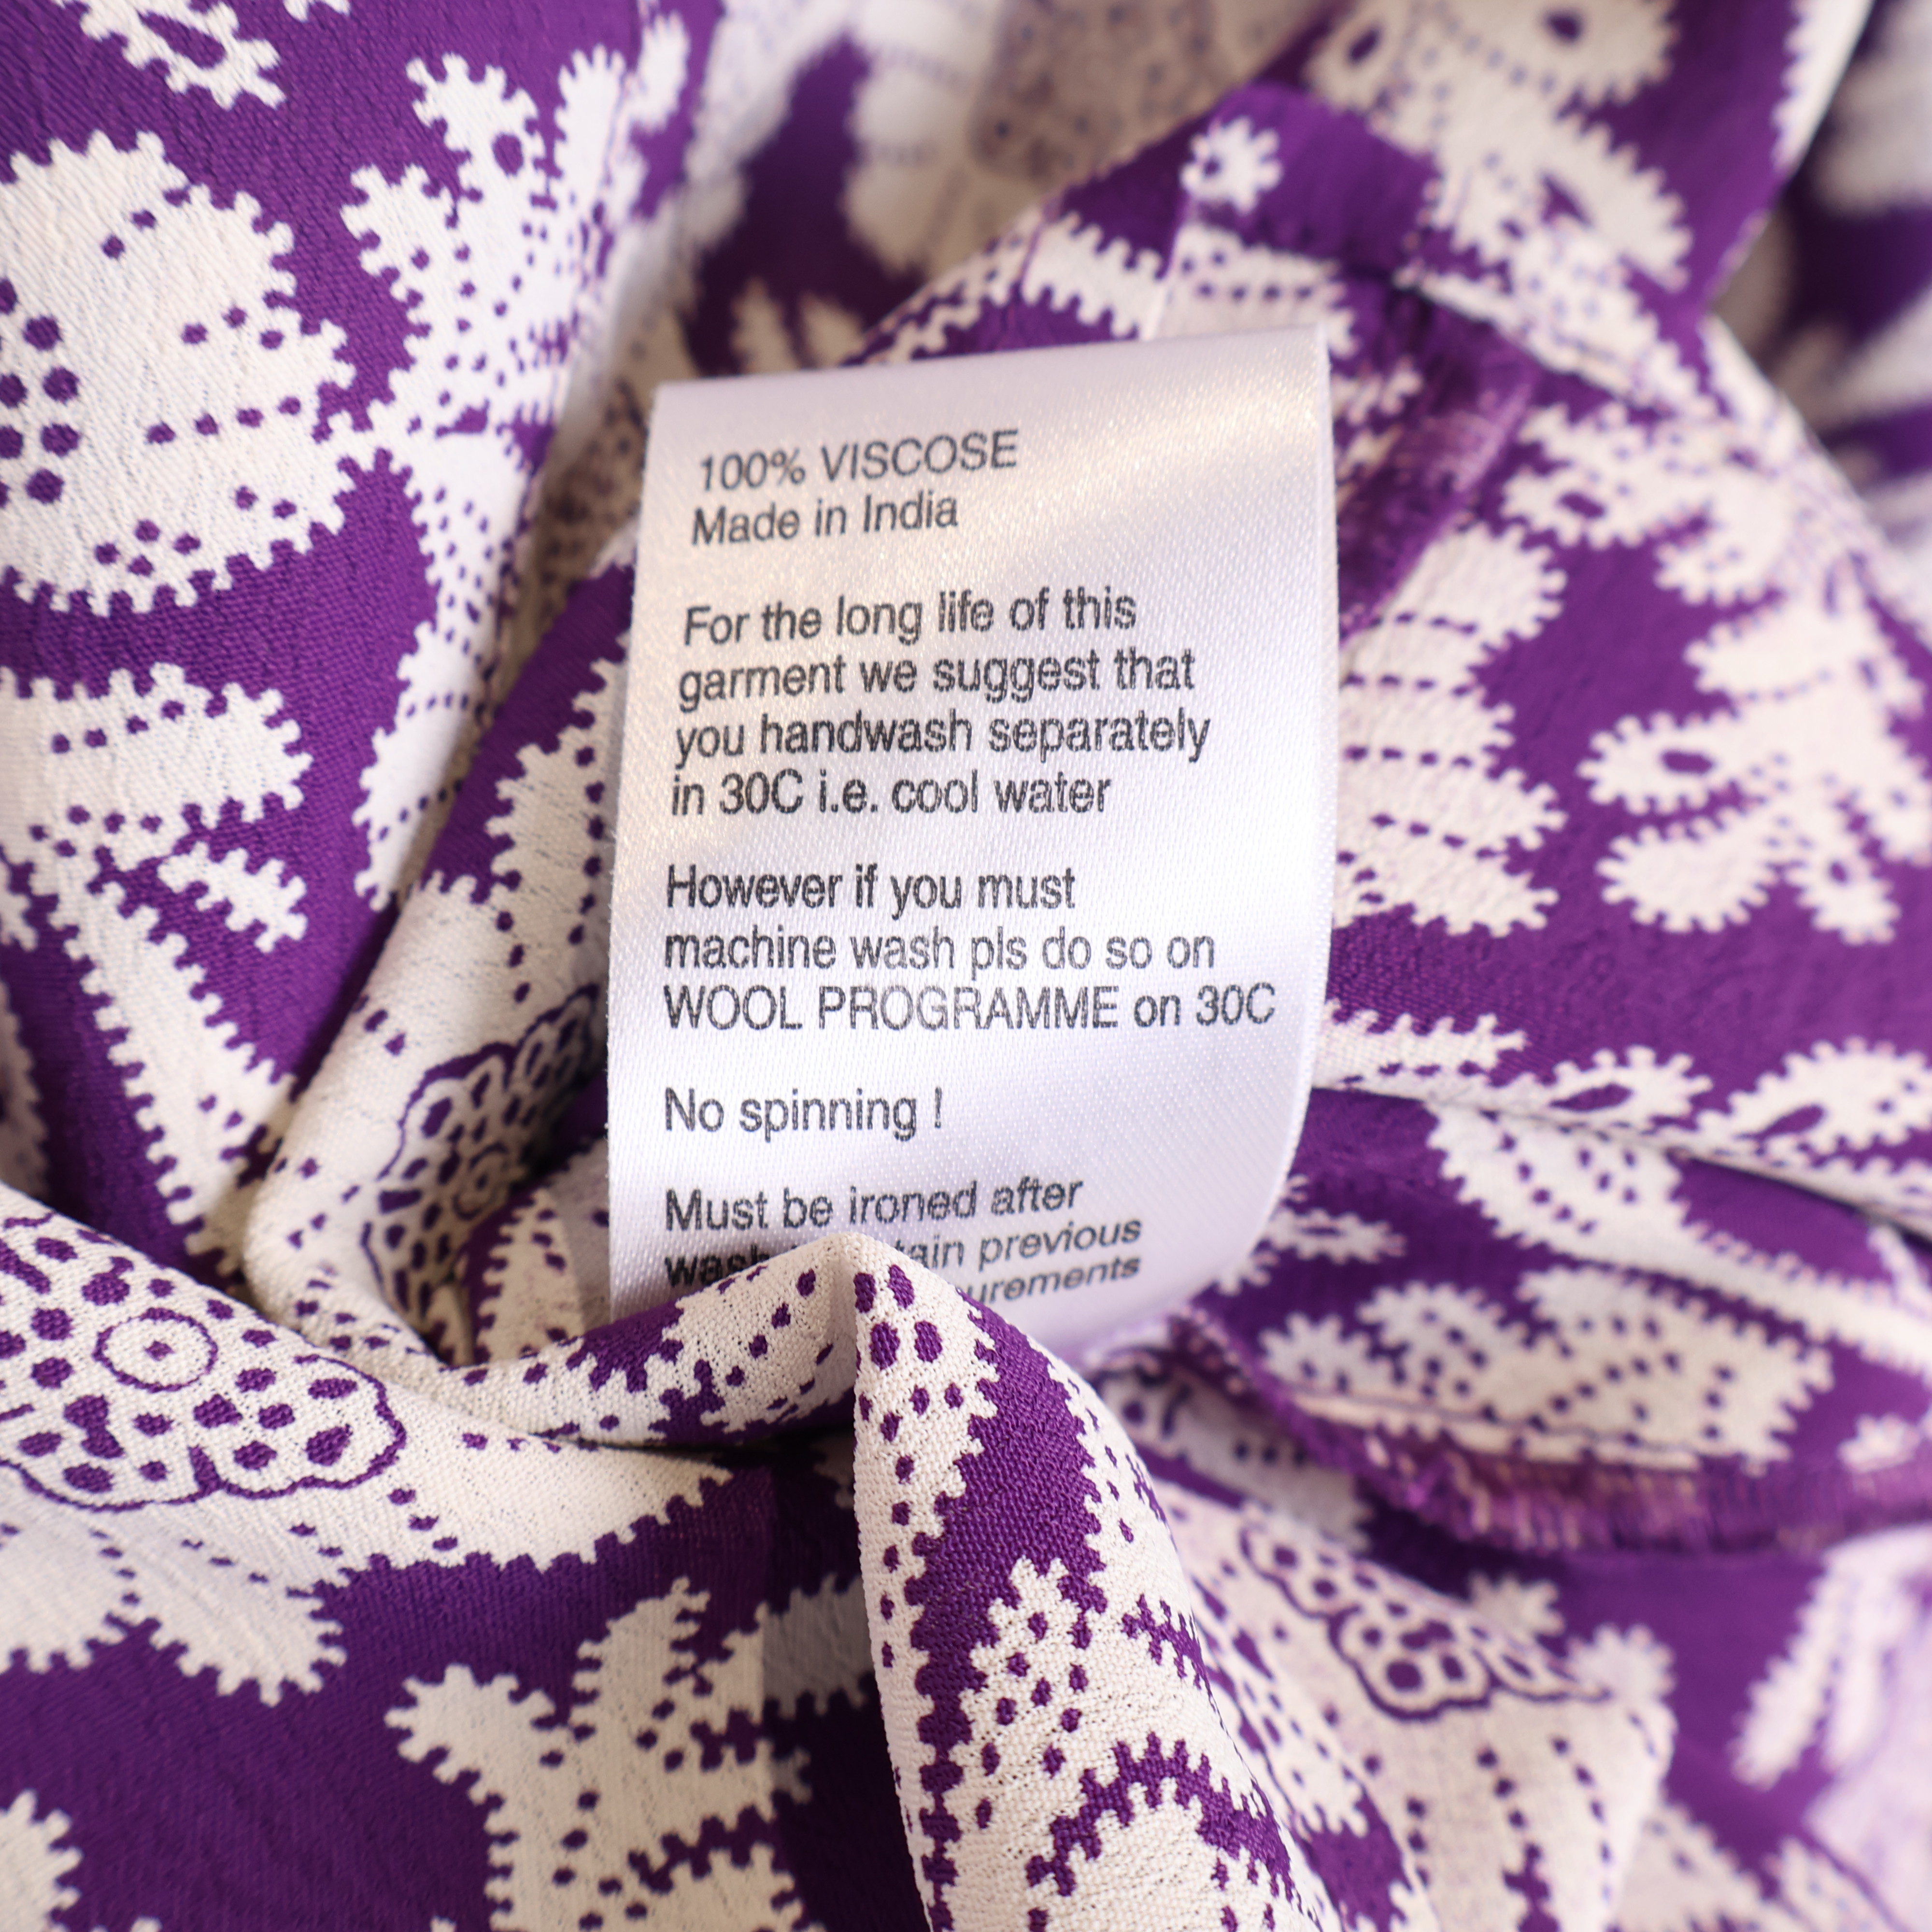 100% VISCOSE
Made in India
For the long life of this
garment we suggest that
you handwash separately
in 30C i.e. cool water
However if you must
machine wash pls do so on
WOOL PROGRAMME on 30C
No spinning !
Must be ironed after
previous